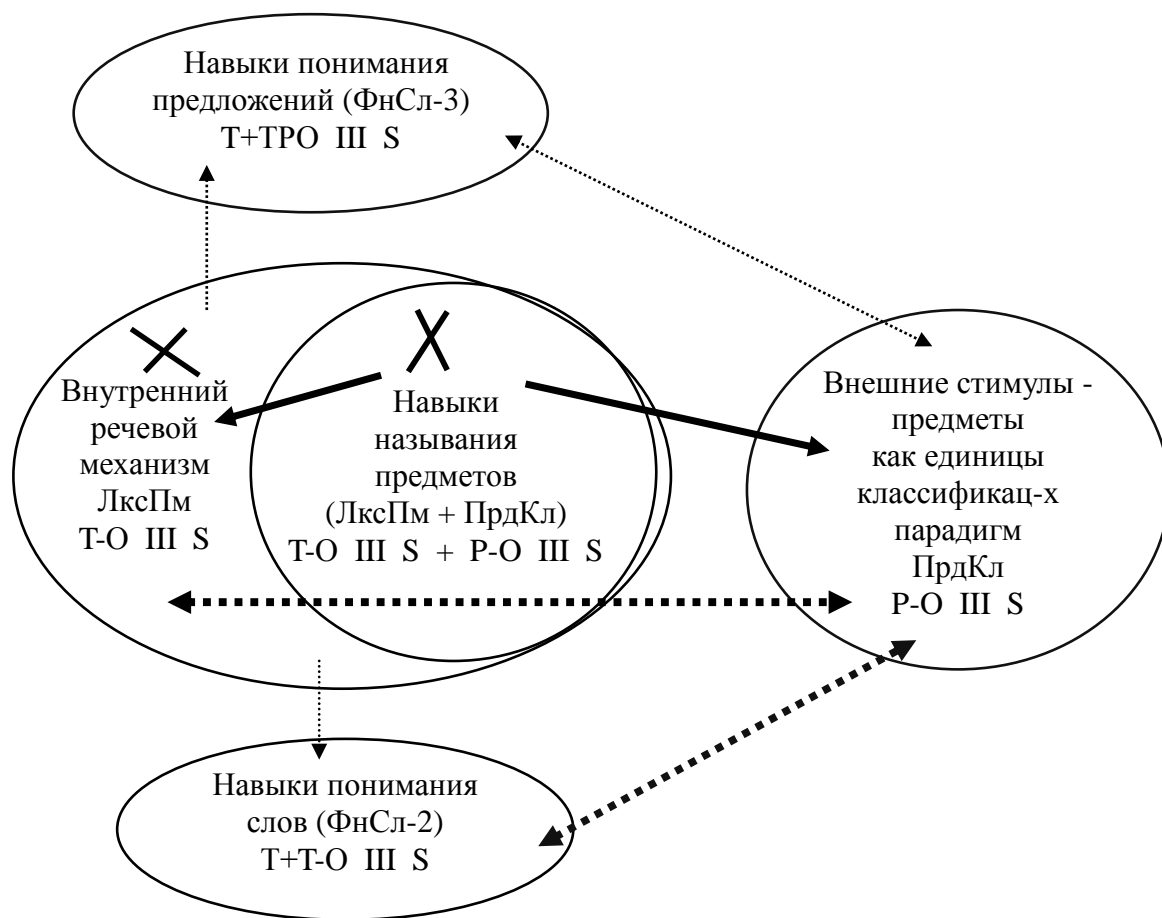 Навыки понимания
предложений (ФнСл-3)
Т+ТРО III S
Внутренний
речевой
механизм
ЛксПм
Т-О III S
Навыки
называния
предметов
(ЛксПм + ПрдКл)
Т-О III S + Р-О III S
Внешние стимулы -
предметы
как единицы
классификац-х
парадигм
ПрдКл
Р-О III S
Навыки понимания
слов (ФнСл-2)
Т+Т-О III S